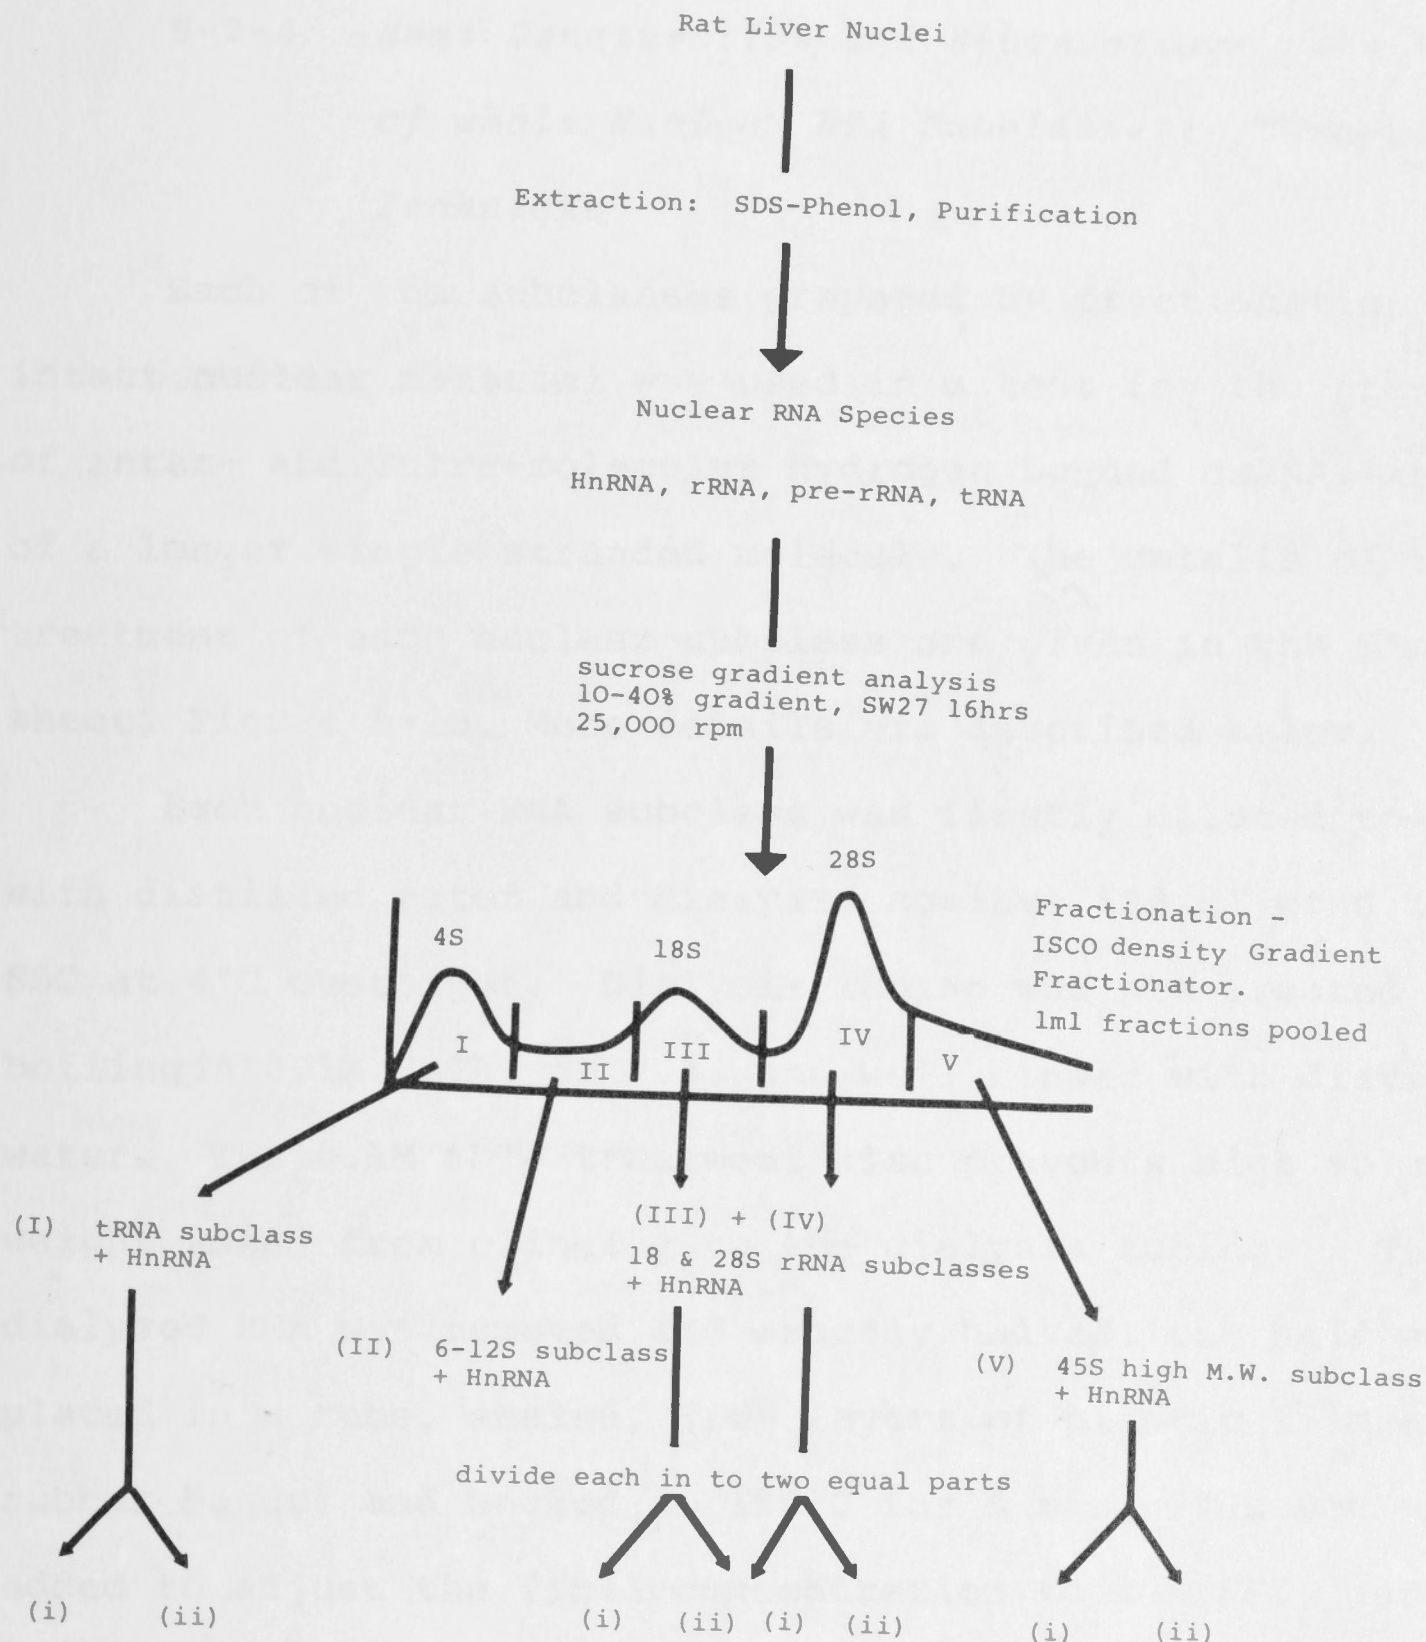 Rat Liver Nuclei
Extraction: SDS-Phenol, Purification
Nuclear RNA Species
HnRNA, rRNA, pre-rRNA, tRNA
sucrose gradient analysis
10-40% gradient, SW27 16hrs
25,000 rpm
28S
4S
18S
Fractionation -
ISCO density Gradient
Fractionator.
1ml fractions pooled
I
II
III
IV
V
(I) tRNA subclass
+ HnRNA
(III) + (IV)
18 & 28S rRNA subclasses
+ HnRNA
(II) 6-12S subclass
+ HnRNA
(V) 45S high M.W. subclass
+ HnRNA
divide each in to two equal parts
(i) (ii) (i) (ii) (i) (ii) (i) (ii)